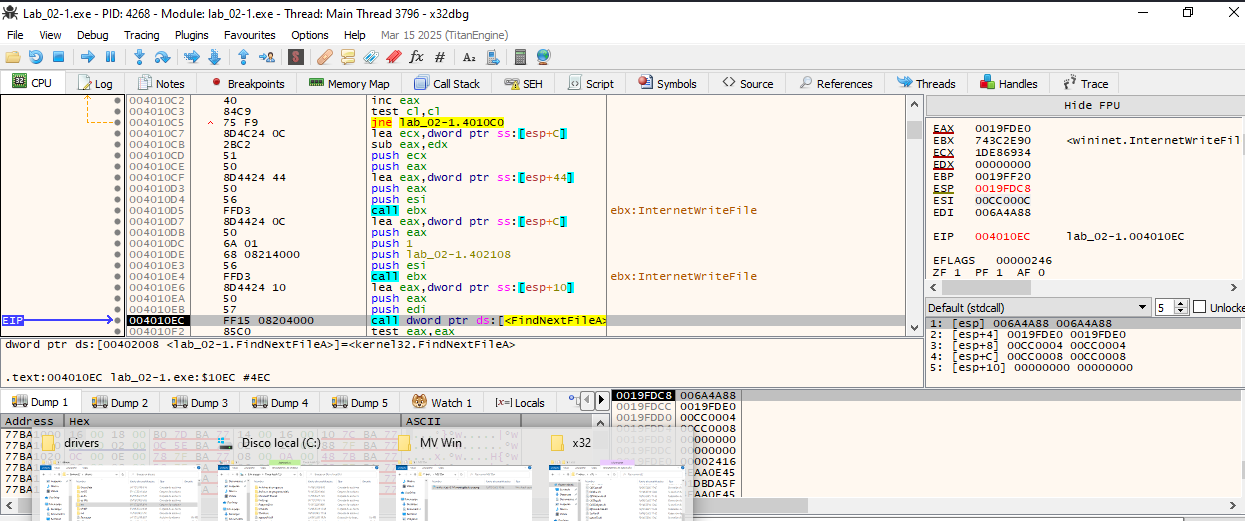 Lab_02-1.exe - PID: 4268 - Module: lab_02-1.exe - Thread: Main Thread 3796 - x32dbg
File View Debug Tracing Plugins Favourites Options Help Mar 15 2025 (TitanEngine)
CPU Log Notes Breakpoints Memory Map Call Stack SEH Script Symbols Source References Threads Handles Trace
004010C2 40 inc eax
004010C3 84C9 test cl,cl
004010C5 75 F9 jne lab_02-1.4010C0
004010C7 8D4C24 0C lea ecx,dword ptr ss:[esp+C]
004010CB 2BC2 sub eax,edx
004010CD 51 push ecx
004010CE 50 push eax
004010CF 8D4424 44 lea eax,dword ptr ss:[esp+44]
004010D3 50 push eax
004010D4 56 push esi
004010D5 FFD3 call ebx ebx:InternetWriteFile
004010D7 8D4424 0C lea eax,dword ptr ss:[esp+C]
004010DB 50 push eax
004010DC 6A 01 push 1
004010DE 68 08214000 push lab_02-1.402108
004010E3 56 push esi
004010E4 FFD3 call ebx ebx:InternetWriteFile
004010E6 8D4424 10 lea eax,dword ptr ss:[esp+10]
004010EA 50 push eax
004010EB 57 push edi
EIP 004010EC FF15 08204000 call dword ptr ds:[<FindNextFileA>
004010F2 85C0 test eax,eax
Hide FPU
EAX 0019FDE0
EBX 743C2E90 <wininet.InternetWriteFil
ECX 1DE86934
EDX 00000000
EBP 0019FF20
ESP 0019FDC8
ESI 00CC000C
EDI 006A4A88
EIP 004010EC lab_02-1.004010EC
EFLAGS 00000246
ZF 1 PF 1 AF 0
Default (stdcall) 5 Unlocke
1: [esp] 006A4A88 006A4A88
2: [esp+4] 0019FDE0 0019FDE0
3: [esp+8] 00CC0004 00CC0004
4: [esp+C] 00CC0008 00CC0008
5: [esp+10] 00000000 00000000
dword ptr ds:[00402008 <lab_02-1.FindNextFileA>]=<kernel32.FindNextFileA>
.text:004010EC lab_02-1.exe:$10EC #4EC
Dump 1 Dump 2 Dump 3 Dump 4 Dump 5 Watch 1 Locals
Address Hex ASCII
0019FDC8 006A4A88
0019FDCC 0019FDE0
0019FDD0 00CC0004
00CC0008
00000000
00000000
00002416
drivers Disco local (C:) MV Win x32